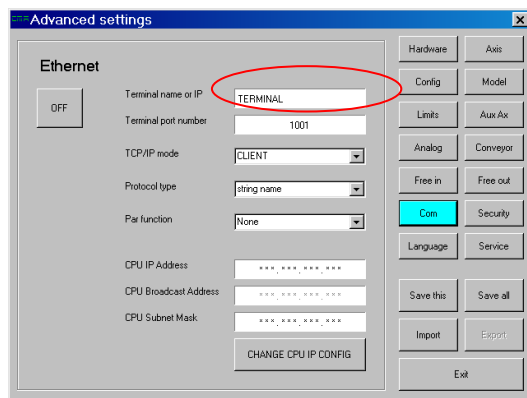 Advanced settings
Ethernet
OFF
Terminal name or IP
TERMINAL
Terminal port number
1001
TCP/IP mode
CLIENT
Protocol type
string name
Par function
None
CPU IP Address
***.***.***.***
CPU Broadcast Address
***.***.***.***
CPU Subnet Mask
***.***.***.***
CHANGE CPU IP CONFIG
Hardware
Axis
Config
Model
Limits
Aux Ax
Analog
Conveyor
Free in
Free out
Com
Security
Language
Service
Save this
Save all
Import
Export
Exit